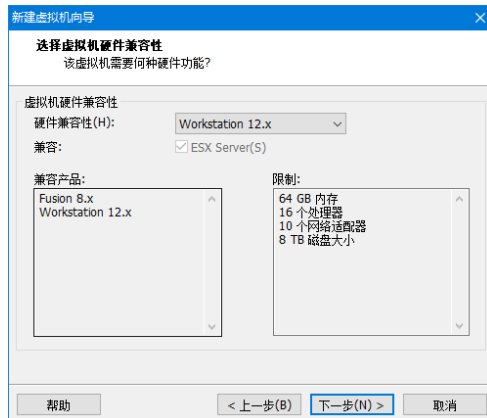 新建虚拟机向导
选择虚拟机硬件兼容性
该虚拟机需要何种硬件功能?
虚拟机硬件兼容性
硬件兼容性(H): Workstation 12.x
兼容: ESX Server(S)
兼容产品:
Fusion 8.x
Workstation 12.x
限制:
64 GB 内存
16 个处理器
10 个网络适配器
8 TB 磁盘大小
帮助 < 上一步(B) 下一步(N) > 取消